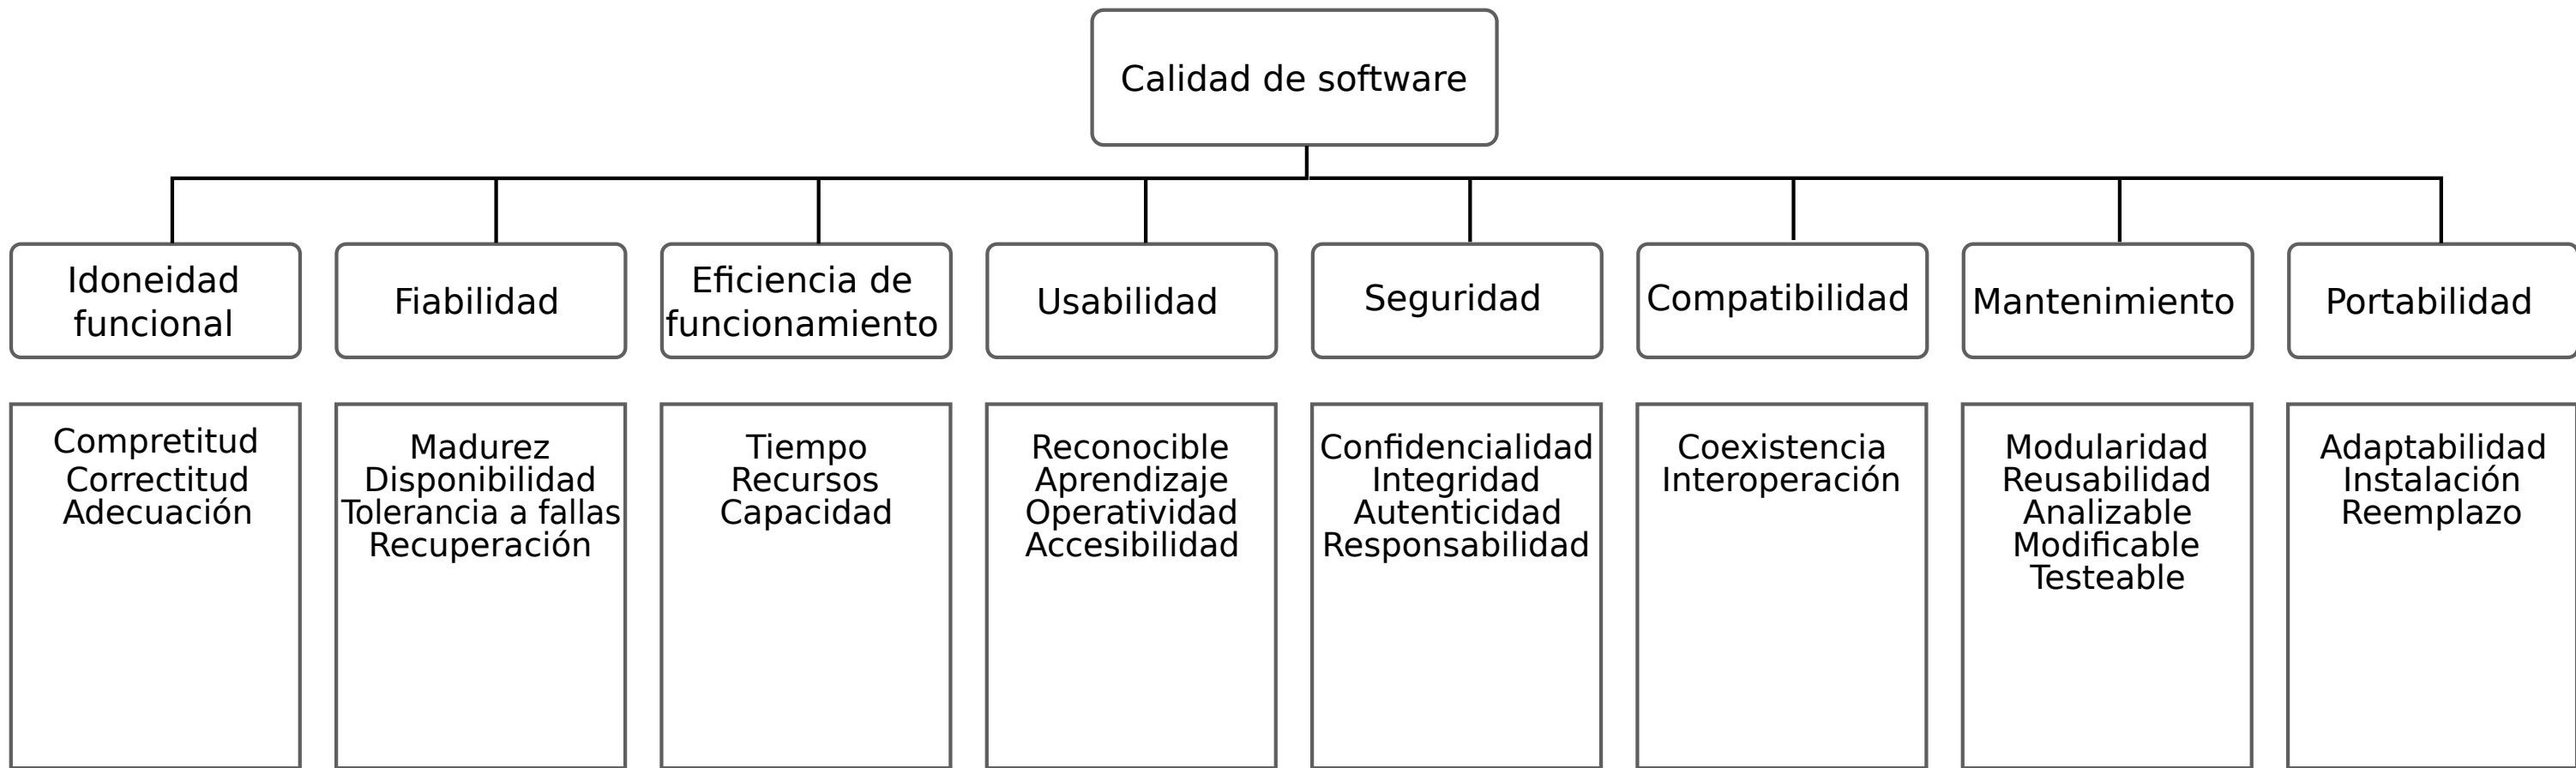 Calidad de software
Idoneidad
funcional
Fiabilidad
Eficiencia de
funcionamiento
Usabilidad
Seguridad
Compatibilidad
Mantenimiento
Portabilidad
Compretitud
Correctitud
Adecuación
Madurez
Disponibilidad
Tolerancia a fallas
Recuperación
Tiempo
Recursos
Capacidad
Reconocible
Aprendizaje
Operatividad
Accesibilidad
Confidencialidad
Integridad
Autenticidad
Responsabilidad
Coexistencia
Interoperación
Modularidad
Reusabilidad
Analizable
Modificable
Testeable
Adaptabilidad
Instalación
Reemplazo